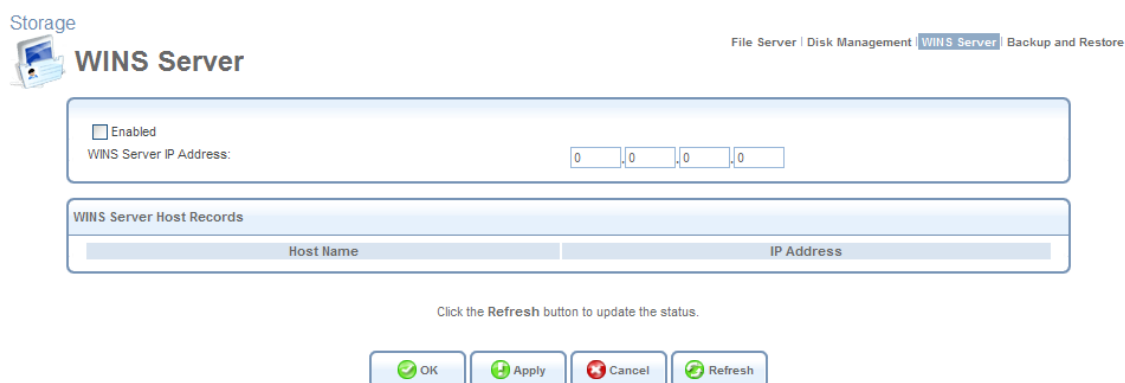 Storage
WINS Server
File Server | Disk Management | WINS Server | Backup and Restore
Enabled
WINS Server IP Address:
0 . 0 . 0 . 0
WINS Server Host Records
Host Name IP Address
Click the Refresh button to update the status.
OK Apply Cancel Refresh